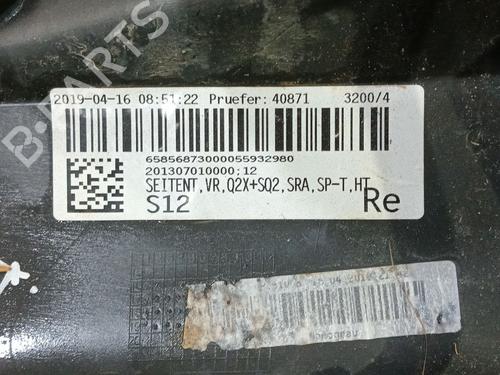 B-PARTS
2019-04-16 08:51:22 Pruefer: 40871 3200/4
65856873000055932980
201307010000;12
SEITENT,VR,Q2X+SQ2,SRA,SP-T,HT
S12 Re